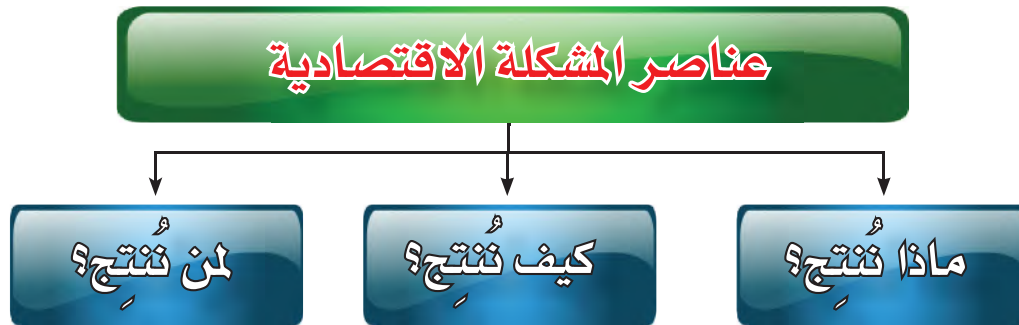 عناصر المشكلة الاقتصادية
ماذا نُنتِج؟
كيف نُنتِج؟
لمن نُنتِج؟